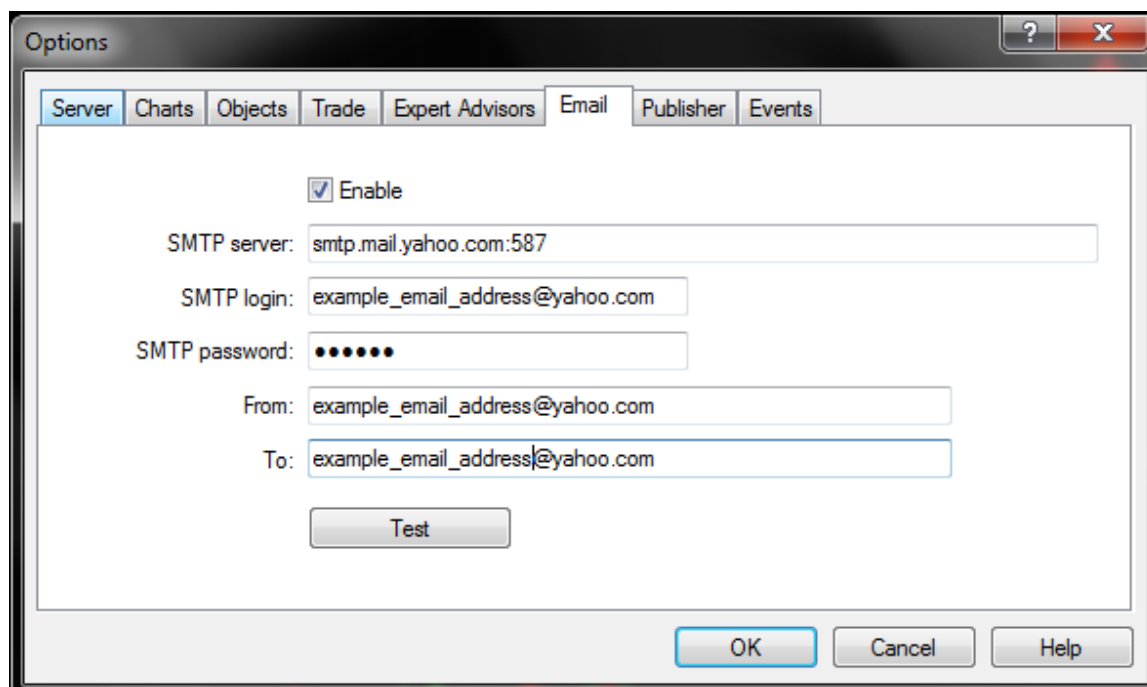 Options
?
X
Server Charts Objects Trade Expert Advisors Email Publisher Events
Enable
SMTP server: smtp.mail.yahoo.com:587
SMTP login: example_email_address@yahoo.com
SMTP password: ●●●●●●
From: example_email_address@yahoo.com
To: example_email_address@yahoo.com
Test
OK Cancel Help